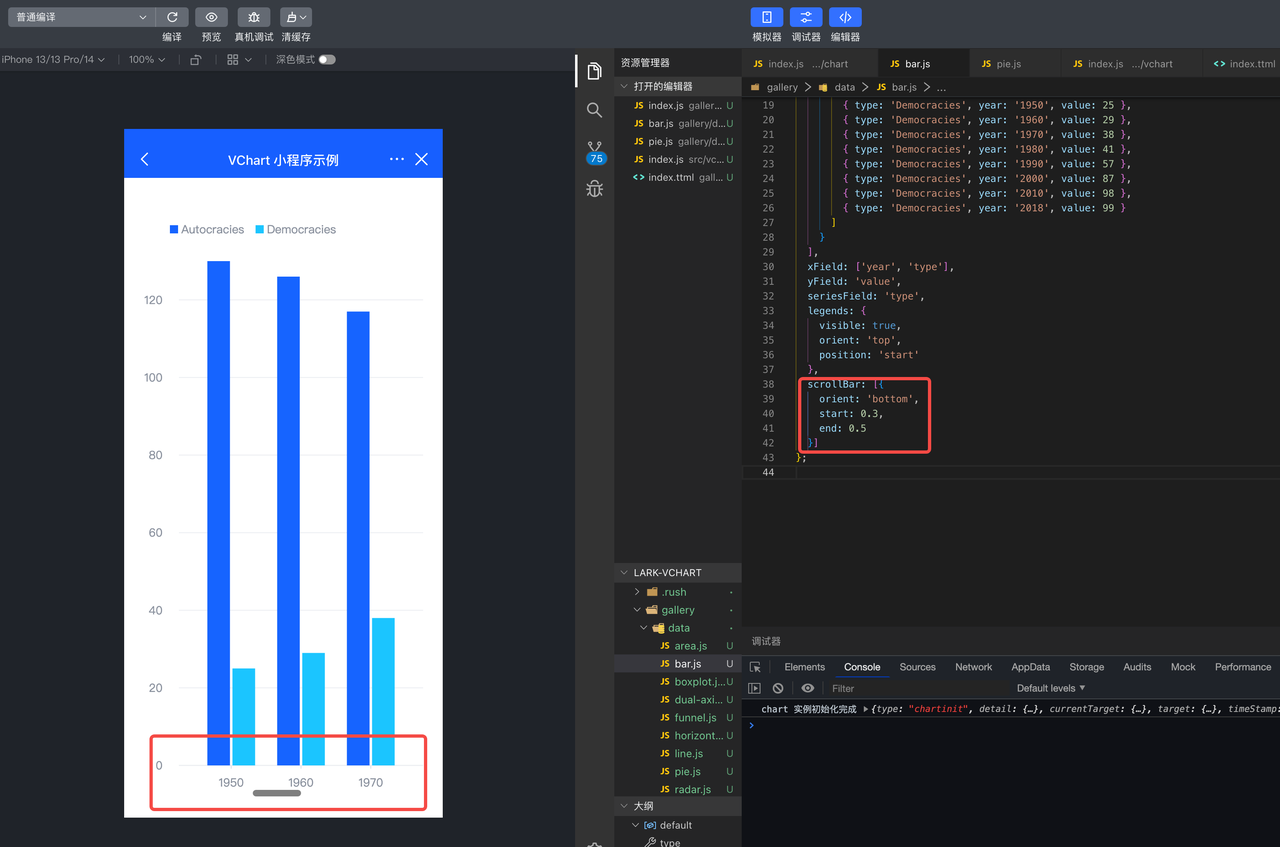 普通编译
编译
预览
真机调试
清缓存
模拟器
调试器
编辑器
iPhone 13/13 Pro/14
100%
深色模式
VChart 小程序示例
Autocracies
Democracies
120
100
80
60
40
20
0
1950
1960
1970
75
资源管理器
打开的编辑器
JS index.js galler... U
JS bar.js gallery/d... U
JS pie.js gallery/d... U
JS index.js src/vc... U
<> index.ttml gall... U
LARK-VCHART
.rush
gallery
data
JS area.js U
JS bar.js U
JS boxplot.j... U
JS dual-axi... U
JS funnel.js U
JS horizont... U
JS line.js U
JS pie.js U
JS radar.js U
大纲
default
type
JS index.js .../chart
JS bar.js
JS pie.js
JS index.js .../vchart
<> index.ttml
gallery > data > JS bar.js > ...
19 { type: 'Democracies', year: '1950', value: 25 },
20 { type: 'Democracies', year: '1960', value: 29 },
21 { type: 'Democracies', year: '1970', value: 38 },
22 { type: 'Democracies', year: '1980', value: 41 },
23 { type: 'Democracies', year: '1990', value: 57 },
24 { type: 'Democracies', year: '2000', value: 87 },
25 { type: 'Democracies', year: '2010', value: 98 },
26 { type: 'Democracies', year: '2018', value: 99 }
27 ]
28 }
29 ],
30 xField: ['year', 'type'],
31 yField: 'value',
32 seriesField: 'type',
33 legends: {
34 visible: true,
35 orient: 'top',
36 position: 'start'
37 },
38 scrollBar: [{
39 orient: 'bottom',
40 start: 0.3,
41 end: 0.5
42 }]
43 };
44
调试器
Elements
Console
Sources
Network
AppData
Storage
Audits
Mock
Performance
Filter
Default levels ▼
chart 实例初始化完成 ▶{type: "chartinit", detail: {…}, currentTarget: {…}, target: {…}, timeStamp:
>